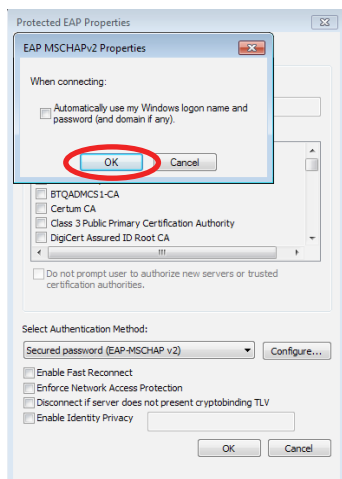 Protected EAP Properties
EAP MSCHAPv2 Properties
When connecting:
Automatically use my Windows logon name and
password (and domain if any).
OK
Cancel
BTQADMCS1-CA
Certum CA
Class 3 Public Primary Certification Authority
DigiCert Assured ID Root CA
Do not prompt user to authorize new servers or trusted
certification authorities.
Select Authentication Method:
Secured password (EAP-MSCHAP v2)
Configure...
Enable Fast Reconnect
Enforce Network Access Protection
Disconnect if server does not present cryptobinding TLV
Enable Identity Privacy
OK
Cancel